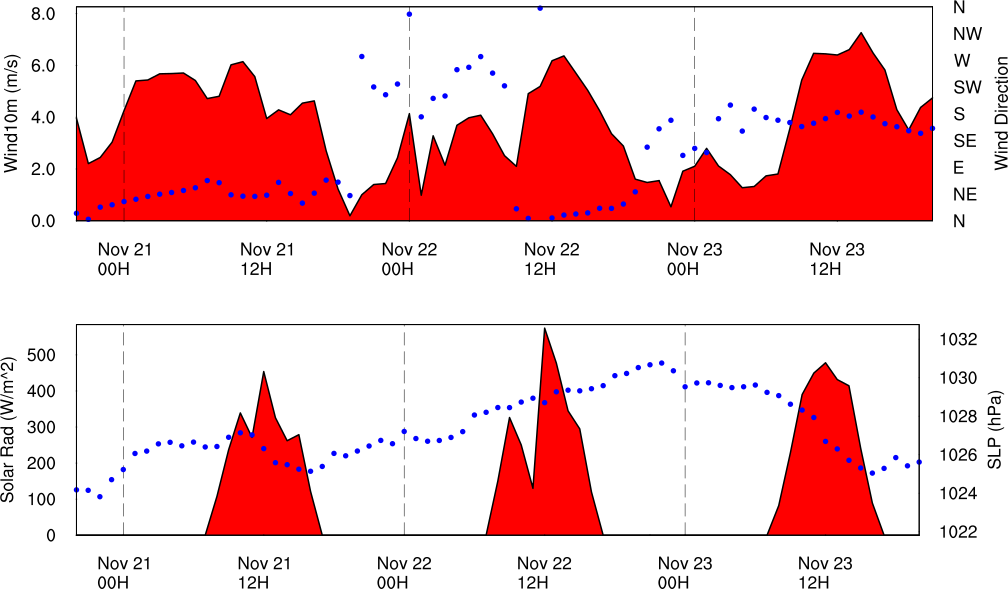 8.0
6.0
4.0
2.0
0.0
Wind10m (m/s)
N
NW
W
SW
S
SE
E
NE
N
Wind Direction
Nov 21 Nov 21 Nov 22 Nov 22 Nov 23 Nov 23
00H 12H 00H 12H 00H 12H
500
400
300
200
100
0
Solar Rad (W/m^2)
1032
1030
1028
1026
1024
1022
SLP (hPa)
Nov 21 Nov 21 Nov 22 Nov 22 Nov 23 Nov 23
00H 12H 00H 12H 00H 12H